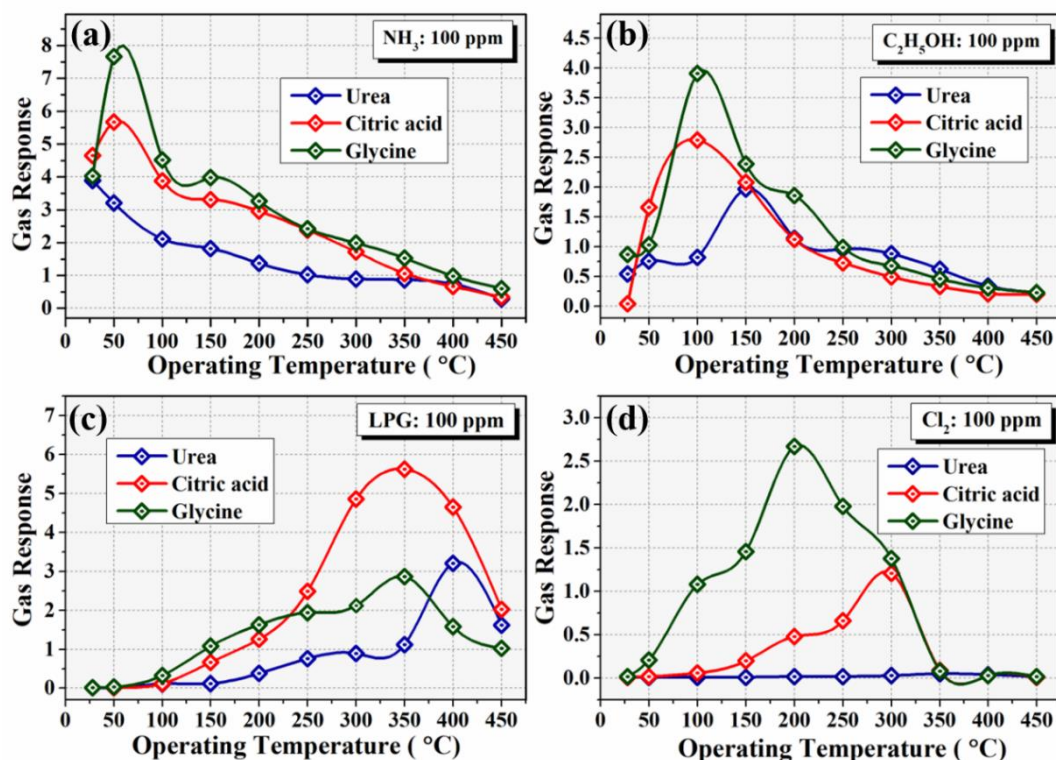 (a)
NH₃: 100 ppm
Urea
Citric acid
Glycine
Gas Response
8
7
6
5
4
3
2
1
0
0 50 100 150 200 250 300 350 400 450
Operating Temperature ( °C)
(b)
C₂H₅OH: 100 ppm
Urea
Citric acid
Glycine
Gas Response
4.5
4.0
3.5
3.0
2.5
2.0
1.5
1.0
0.5
0.0
0 50 100 150 200 250 300 350 400 450
Operating Temperature ( °C)
(c)
LPG: 100 ppm
Urea
Citric acid
Glycine
Gas Response
7
6
5
4
3
2
1
0
0 50 100 150 200 250 300 350 400 450
Operating Temperature ( °C)
(d)
Cl₂: 100 ppm
Urea
Citric acid
Glycine
Gas Response
3.0
2.5
2.0
1.5
1.0
0.5
0.0
0 50 100 150 200 250 300 350 400 450
Operating Temperature ( °C)